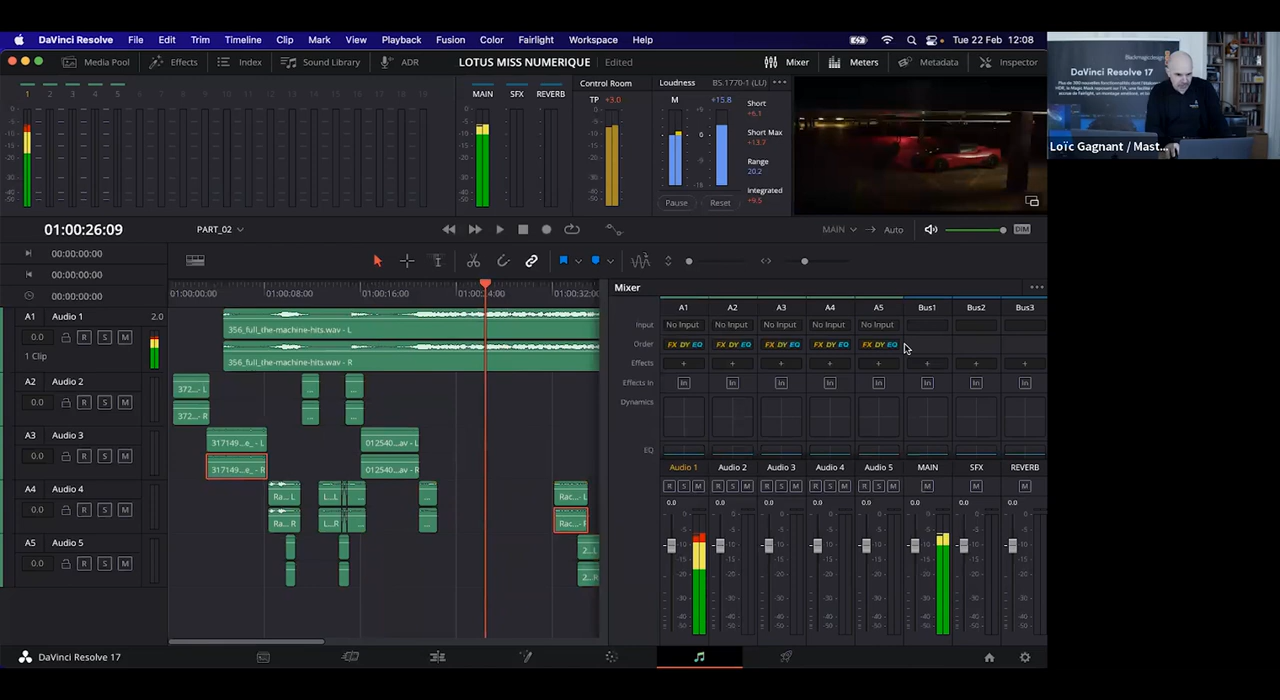 DaVinci Resolve File Edit Trim Timeline Clip Mark View Playback Fusion Color Fairlight Workspace Help Tue 22 Feb 12:08
Media Pool Effects Index Sound Library ADR LOTUS MISS NUMERIQUE Edited Mixer Meters Metadata Inspector
MAIN SFX REVERB
Control Room
TP +3.0
Loudness BS.1770-1 (LU)
M +15.8
Short
+6.1
Short Max
+13.7
Range
20.2
Integrated
+9.5
Pause Reset
DaVinci Resolve 17
Loïc Gagnant / Mast...
01:00:26:09 PART_02 MAIN Auto DIM
00:00:00:00
00:00:00:00
00:00:00:00
01:00:00:00 01:00:08:00 01:00:16:00 01:00:24:00 01:00:32:00
A1 Audio 1 2.0
0.0 R S M
1 Clip
356_full_the-machine-hits.wav - L
356_full_the-machine-hits.wav - R
A2 Audio 2
0.0 R S M
372... - L
372... - R
A3 Audio 3
0.0 R S M
317149...e_ - L
317149...e_ - R
012540...av - L
012540...av - R
A4 Audio 4
0.0 R S M
Ra... L L...L Rac...- L
Ra... R L...R Rac...- R
A5 Audio 5
0.0 R S M
2...L
2...R
Mixer
A1 A2 A3 A4 A5 Bus1 Bus2 Bus3
Input No Input No Input No Input No Input No Input
Order FX DY EQ FX DY EQ FX DY EQ FX DY EQ FX DY EQ
Effects + + + + + + + +
Effects In In In In In In In In In
Dynamics
EQ
Audio 1 Audio 2 Audio 3 Audio 4 Audio 5 MAIN SFX REVERB
R S M R S M R S M R S M R S M M M M
0.0 0.0 0.0 0.0 0.0 0.0 0.0 0.0
DaVinci Resolve 17